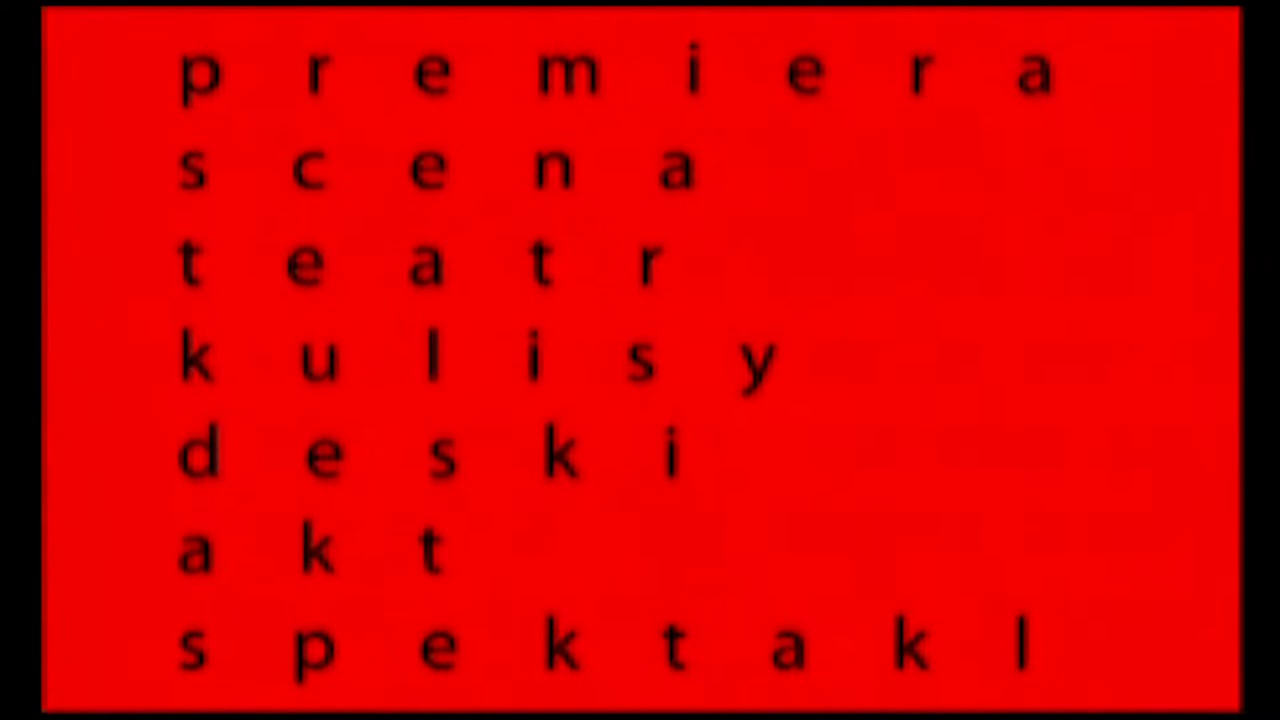 p r e m i e r a
s c e n a
t e a t r
k u l i s y
d e s k i
a k t
s p e k t a k l